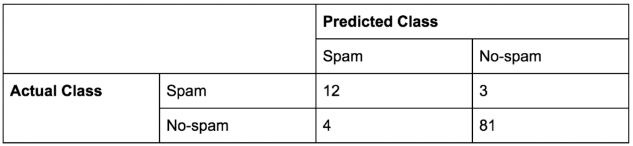 Predicted Class
Spam No-spam
Actual Class Spam 12 3
No-spam 4 81